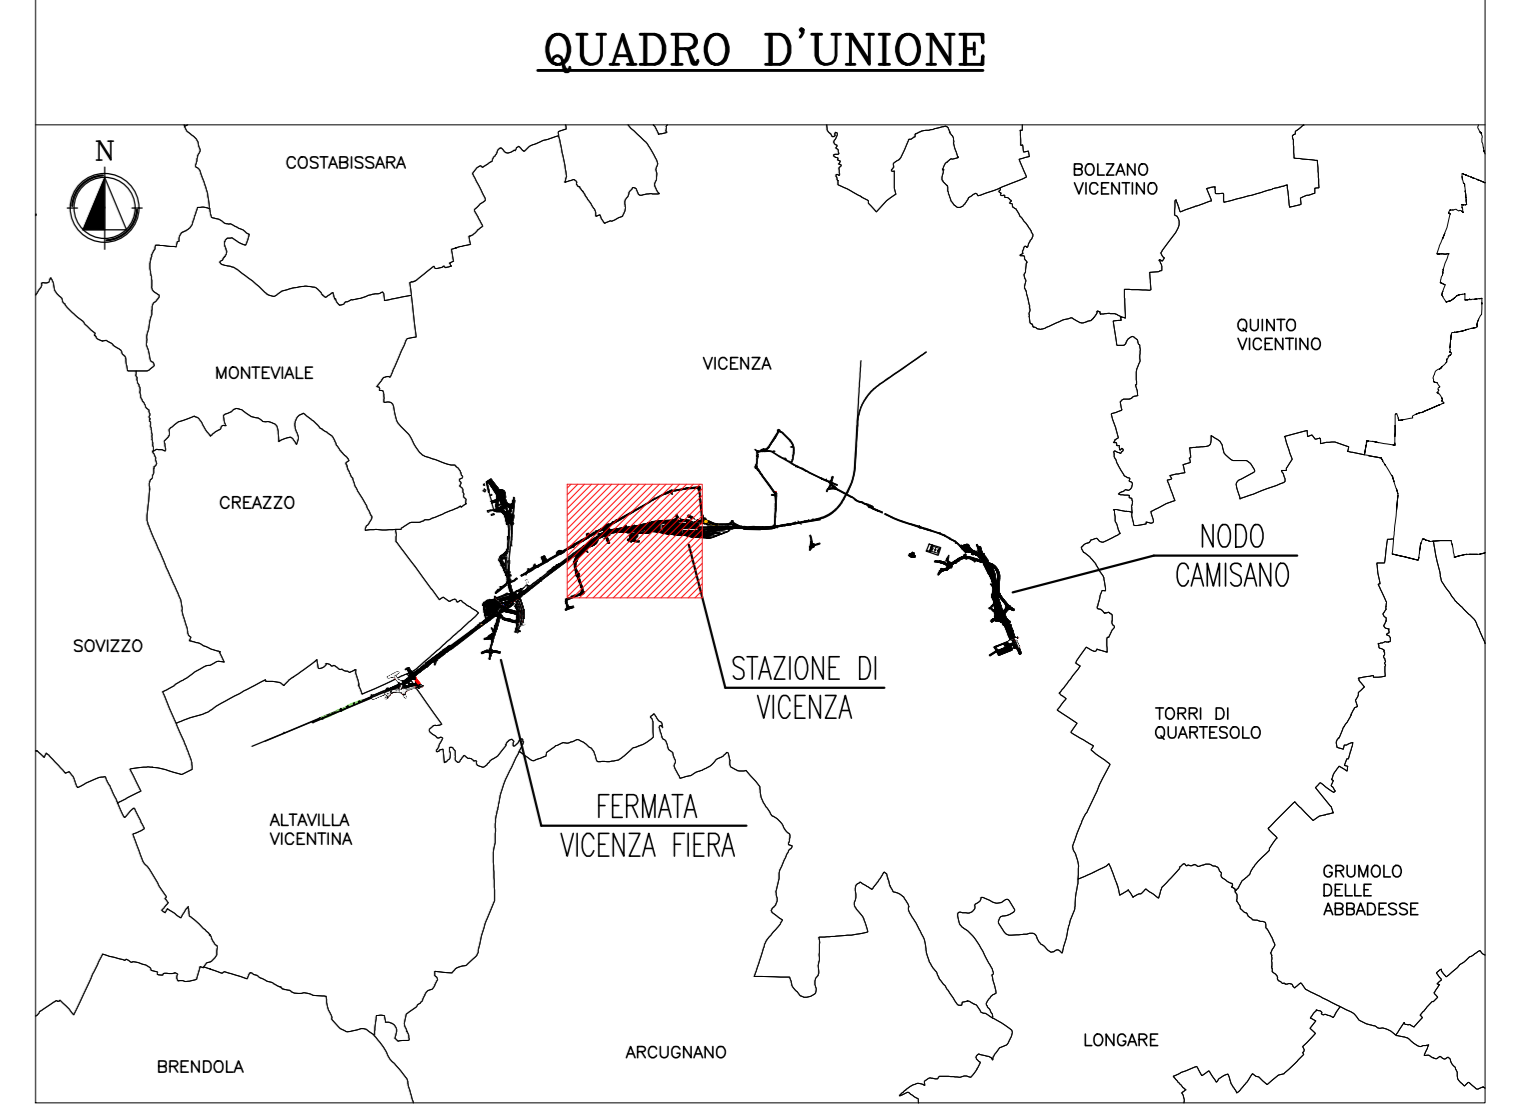 QUADRO D'UNIONE
N
COSTABISSARA
BOLZANO
VICENTINO
QUINTO
VICENTINO
VICENZA
MONTEVIALE
CREAZZO
NODO
CAMISANO
SOVIZZO
STAZIONE DI
VICENZA
TORRI DI
QUARTESOLO
FERMATA
VICENZA FIERA
ALTAVILLA
VICENTINA
GRUMOLO
DELLE
ABBADESSE
LONGARE
ARCUGNANO
BRENDOLA